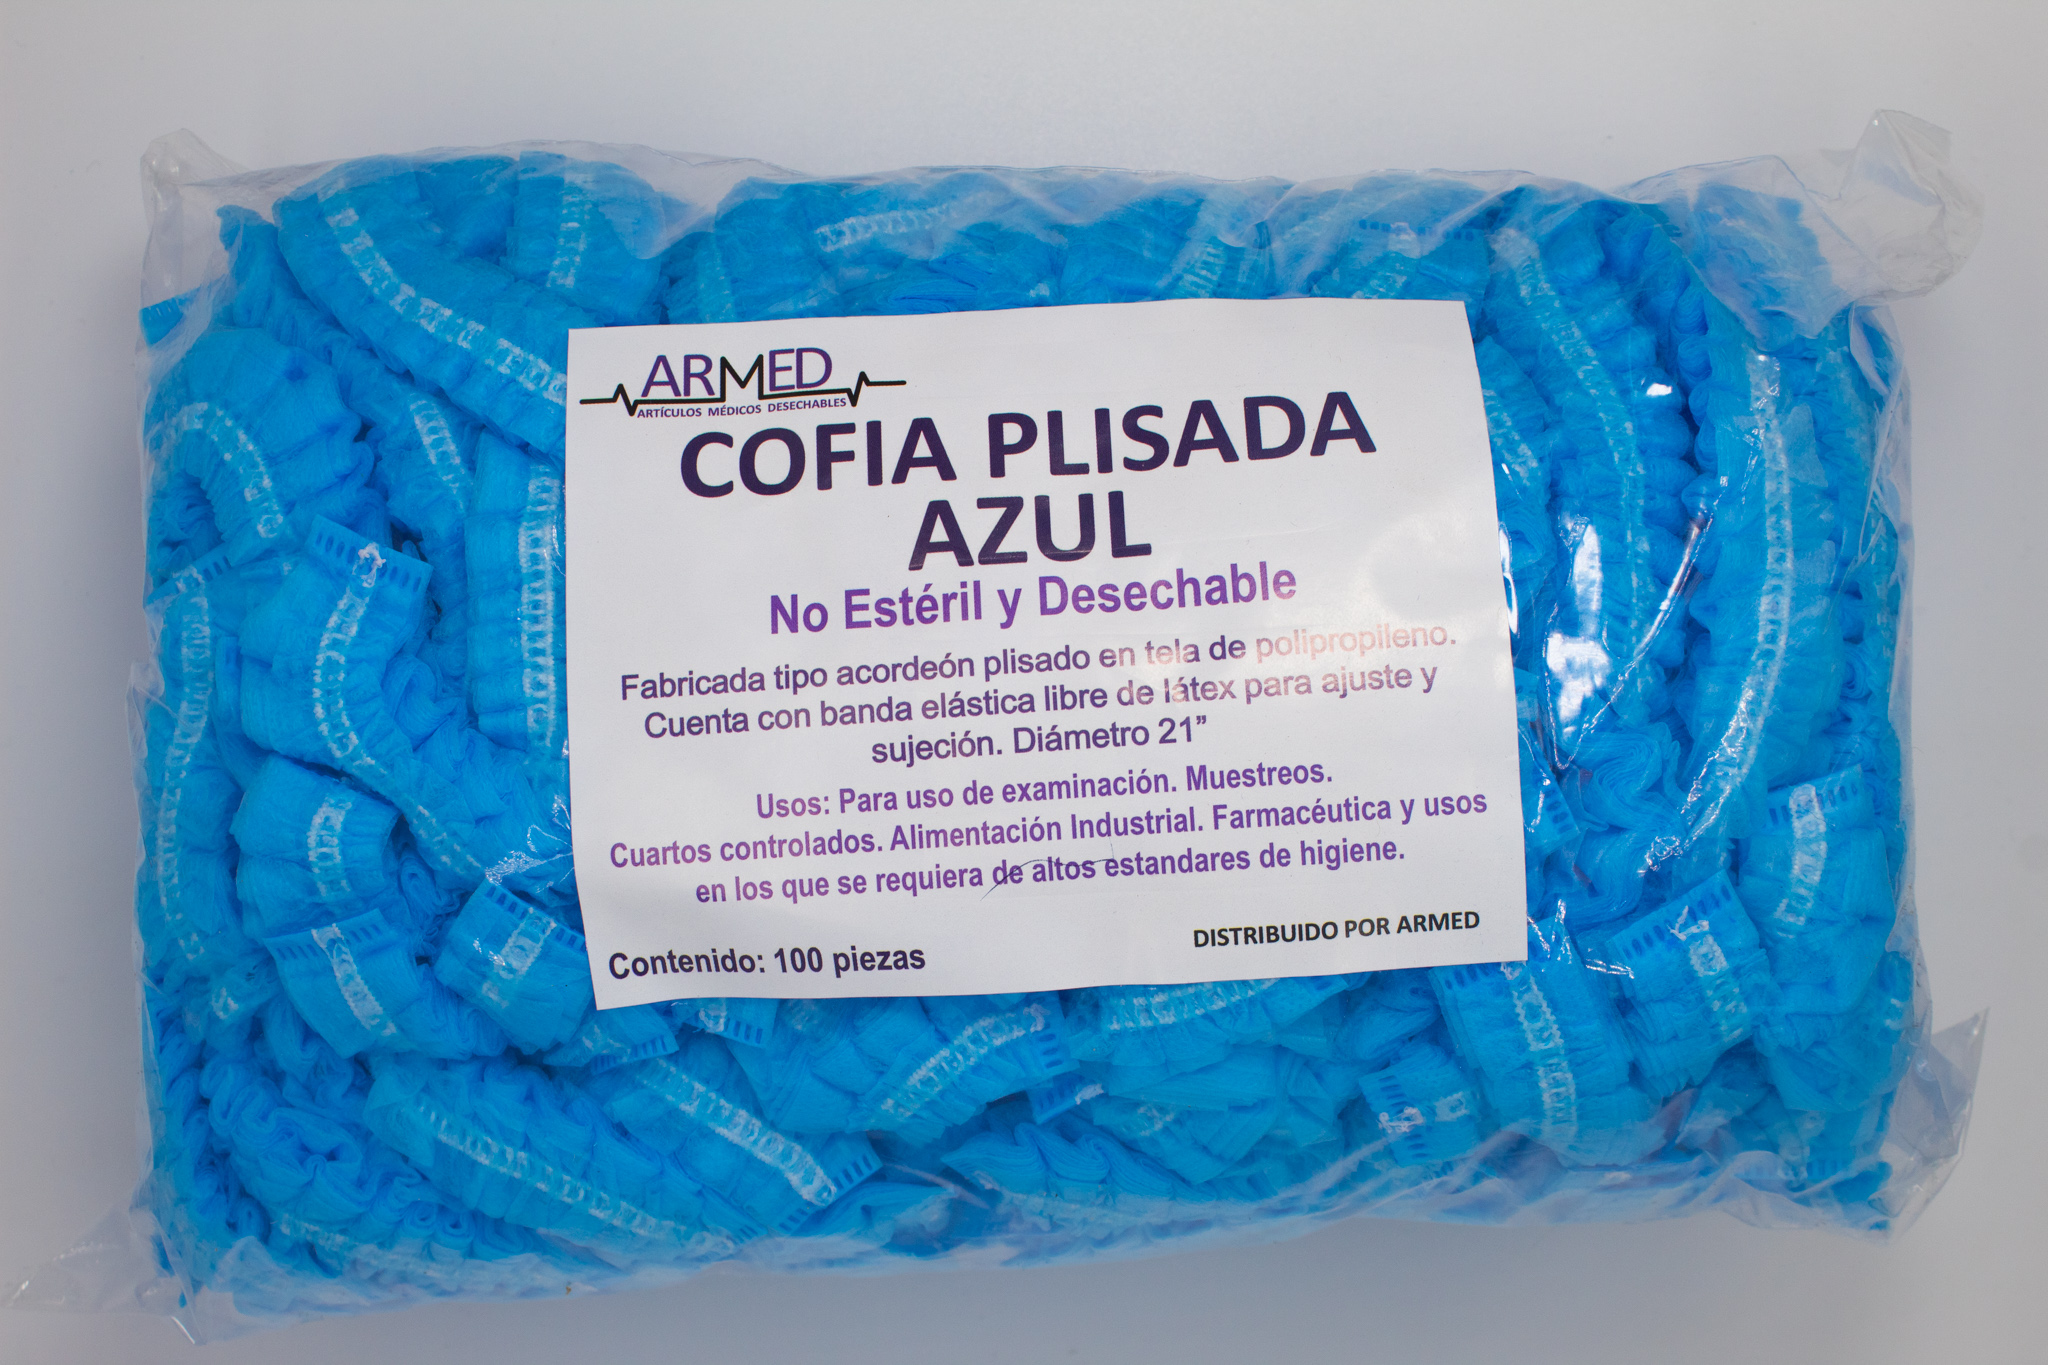 ARMED
ARTÍCULOS MÉDICOS DESECHABLES
COFIA PLISADA
AZUL
No Estéril y Desechable
Fabricada tipo acordeón plisado en tela de polipropileno.
Cuenta con banda elástica libre de látex para ajuste y
sujeción. Diámetro 21”
Usos: Para uso de examinación. Muestreos.
Cuartos controlados. Alimentación Industrial. Farmacéutica y usos
en los que se requiera de altos estandares de higiene.
Contenido: 100 piezas
DISTRIBUIDO POR ARMED